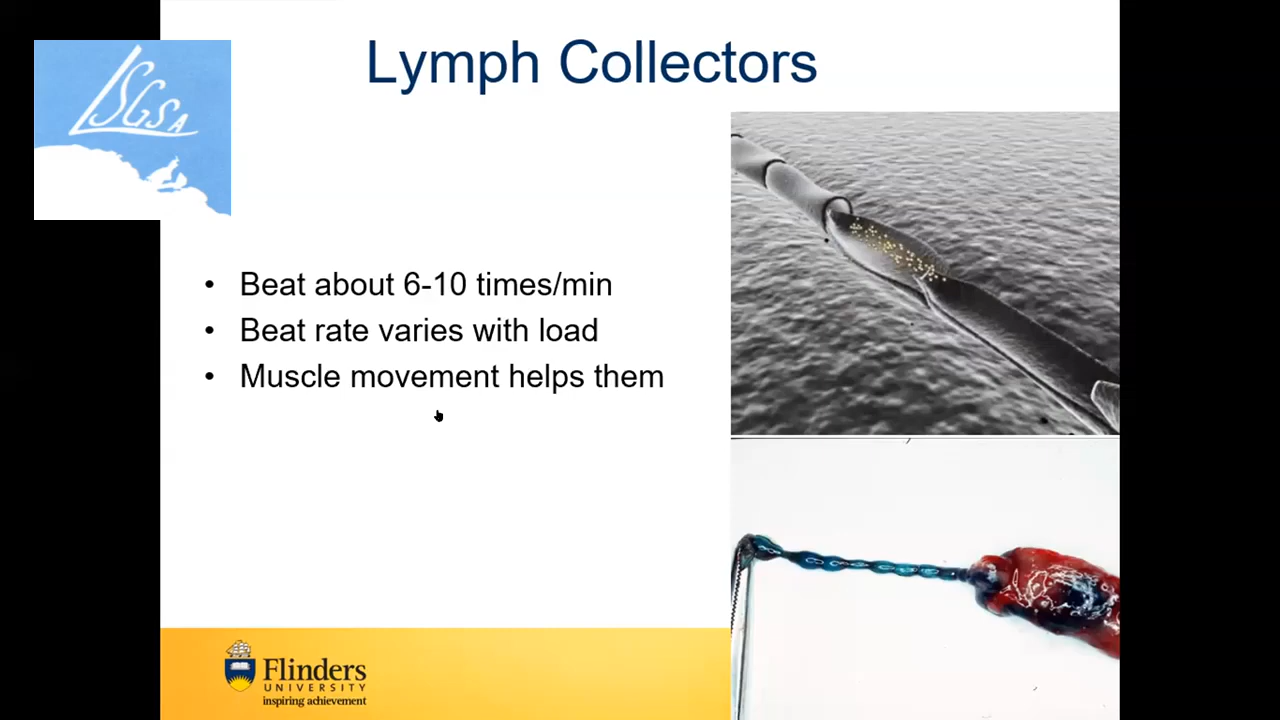 Lymph Collectors
LSGSA
• Beat about 6-10 times/min
• Beat rate varies with load
• Muscle movement helps them
Flinders
UNIVERSITY
inspiring achievement